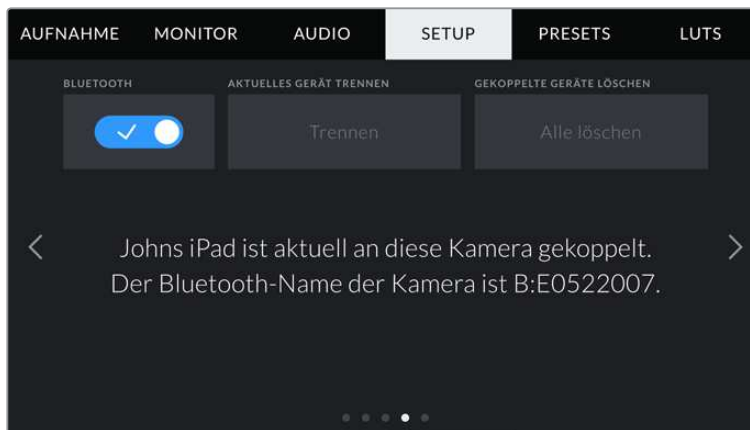 AUFNAHME MONITOR AUDIO SETUP PRESETS LUTS
BLUETOOTH AKTUELLES GERÄT TRENNEN GEKOPPELTE GERÄTE LÖSCHEN
Trennen Alle löschen
Johns iPad ist aktuell an diese Kamera gekoppelt.
Der Bluetooth-Name der Kamera ist B:E0522007.